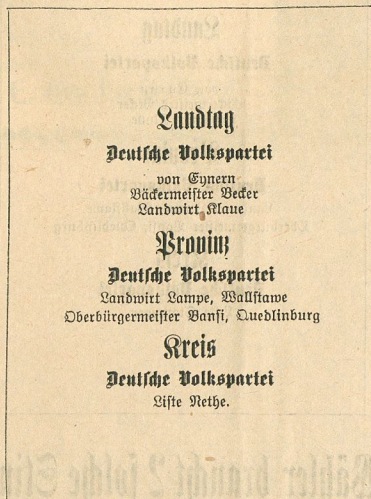 Landtag
Deutsche Volkspartei
von Eynern
Bäckermeister Becker
Landwirt Klaue
Provinz
Deutsche Volkspartei
Landwirt Lampe, Wallstawe
Oberbürgermeister Bansi, Quedlinburg
Kreis
Deutsche Volkspartei
Liste Nethe.